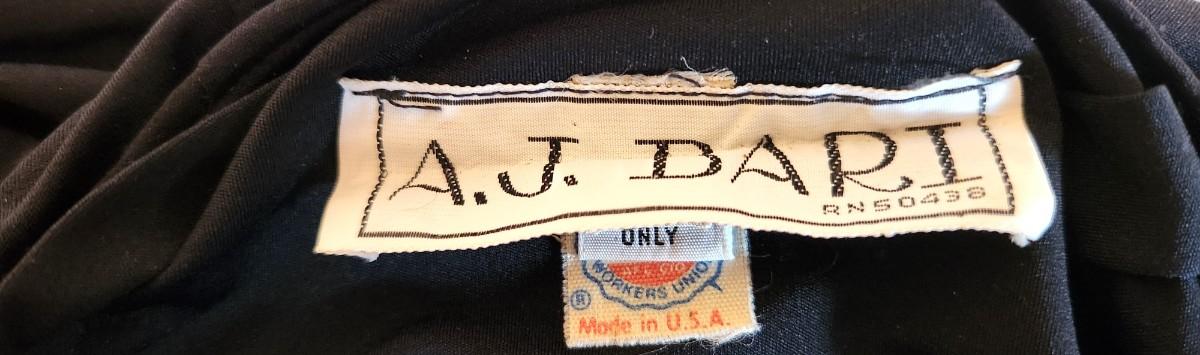 A.J. BARI
RN50438
ONLY
WORKERS UNION
®
Made in U.S.A.